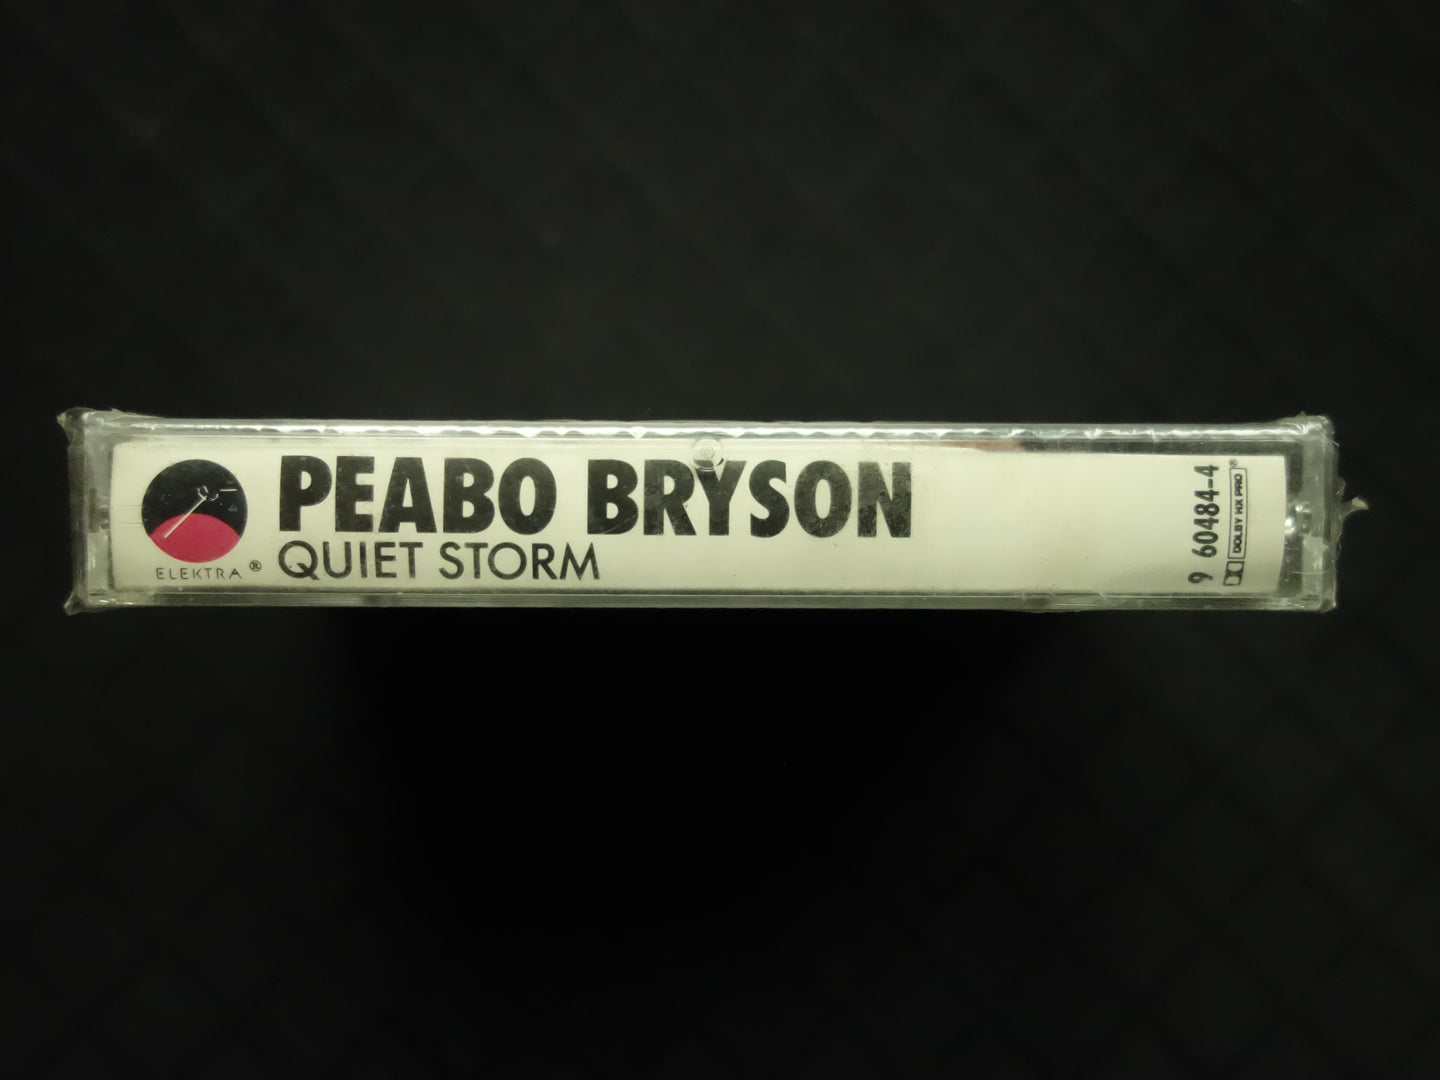 PEABO BRYSON
QUIET STORM
ELEKTRA ®
9 60484-4
DOLBY HX PRO ®